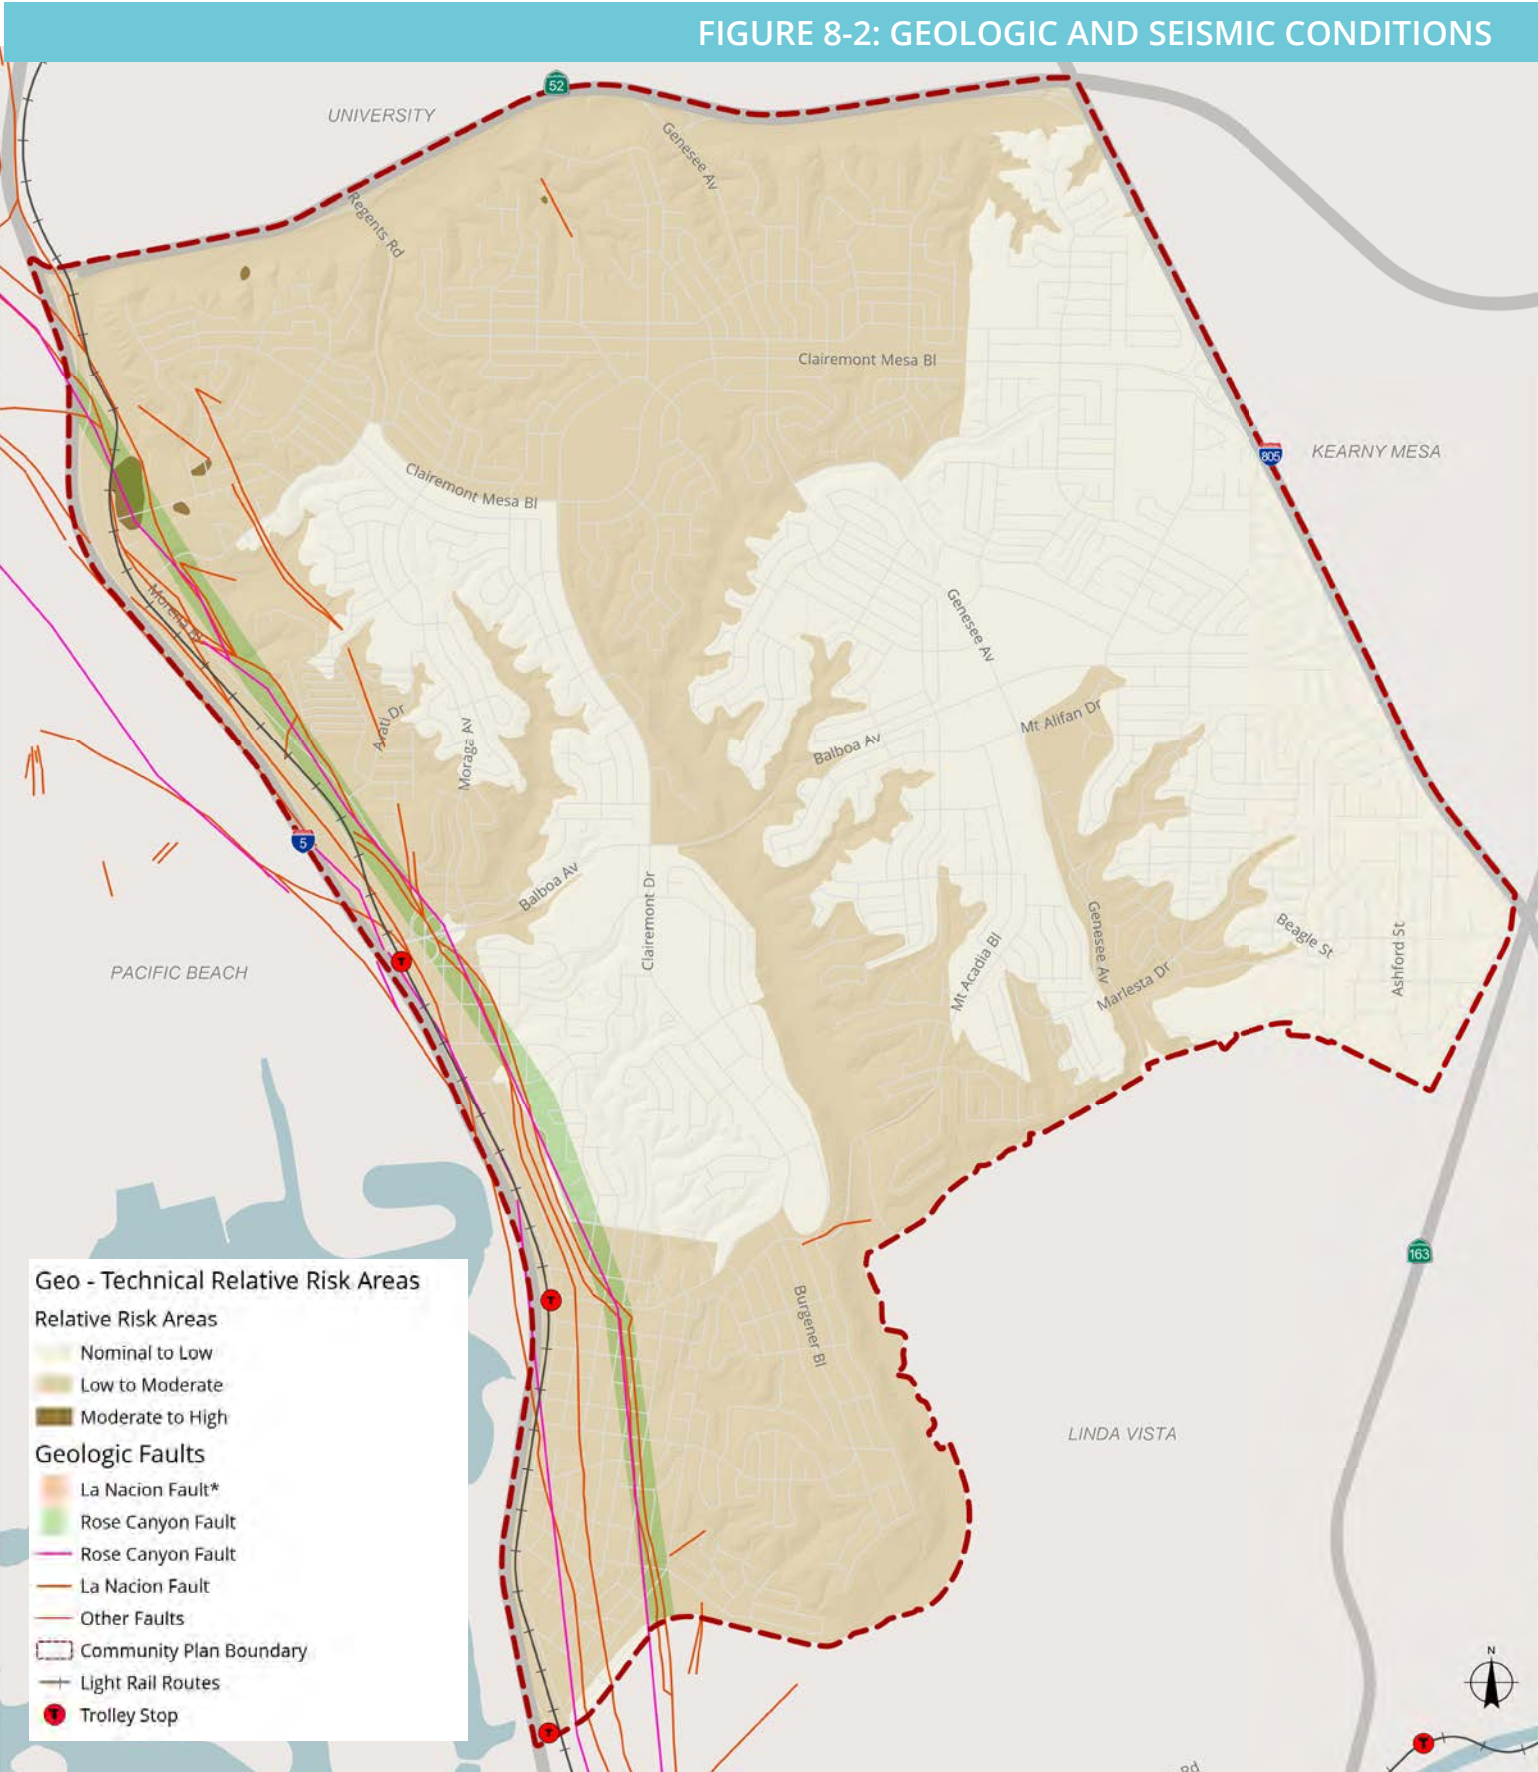 FIGURE 8-2: GEOLOGIC AND SEISMIC CONDITIONS
52
UNIVERSITY
Genesee Av
Regents Rd
Clairemont Mesa Bl
805
KEARNY MESA
Clairemont Mesa Bl
Genesee Av
Morena Bl
Mt Alifan Dr
Avati Dr
Moraga Av
Balboa Av
5
Balboa Av
Clairemont Dr
Genesee Av
Beagle St
Ashford St
Mt Acadia Bl
Marlesta Dr
PACIFIC BEACH
T
163
T
Burgener Bl
LINDA VISTA
Geo - Technical Relative Risk Areas
Relative Risk Areas
Nominal to Low
Low to Moderate
Moderate to High
Geologic Faults
La Nacion Fault*
Rose Canyon Fault
Rose Canyon Fault
La Nacion Fault
Other Faults
Community Plan Boundary
Light Rail Routes
T
Trolley Stop
N
T
T
Rd